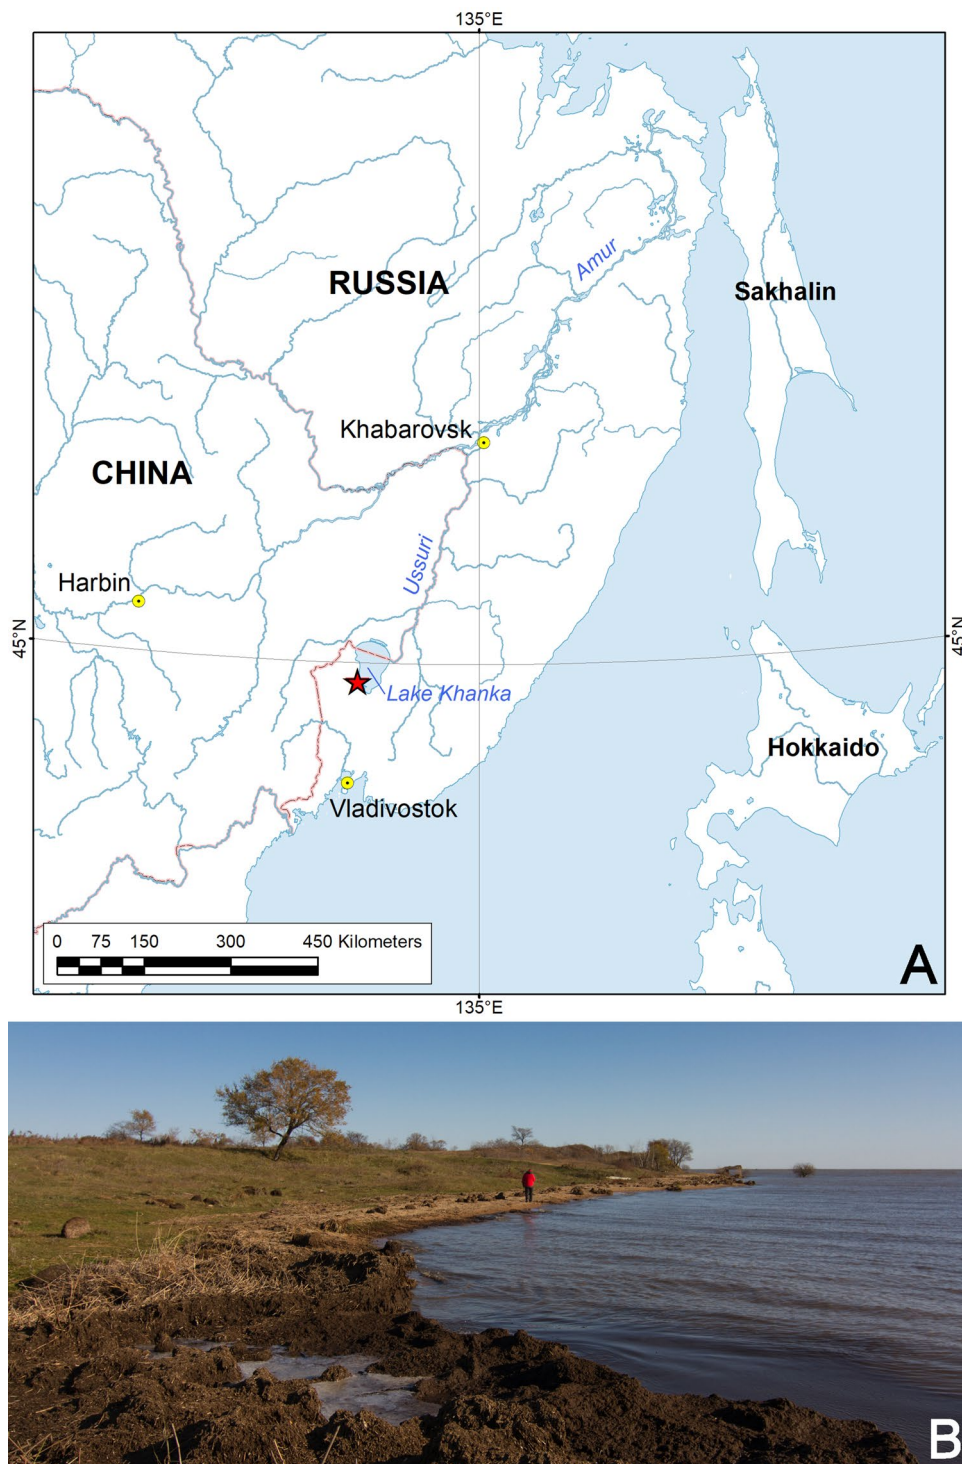 135°E
RUSSIA
Amur
Sakhalin
Khabarovsk
CHINA
Ussuri
Harbin
45°N
45°N
Lake Khanka
Hokkaido
Vladivostok
0 75 150 300 450 Kilometers
A
135°E
B